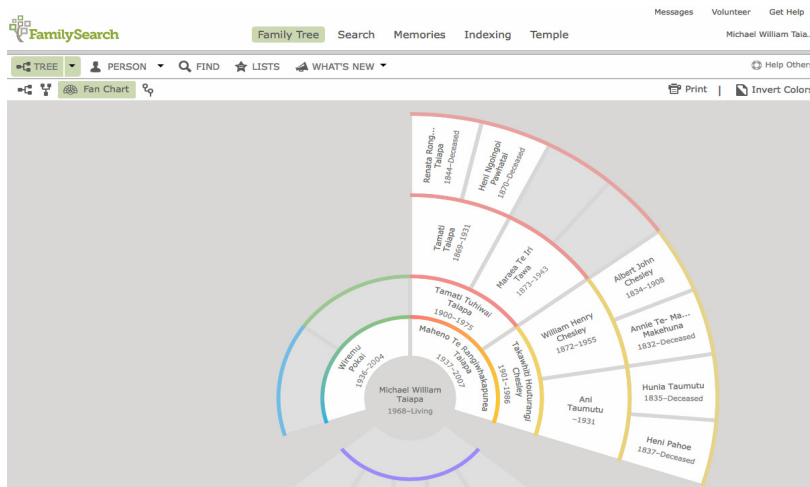 Messages Volunteer Get Help
FamilySearch
Family Tree Search Memories Indexing Temple
Michael William Taia...
TREE PERSON FIND LISTS WHAT'S NEW
Help Others
Fan Chart
Print | Invert Colors
Renata Rong...
Taiapa
1844–Deceased
Heni Ngoingoi
Pawhatai
1870–Deceased
Tamati
Taiapa
1869–1931
Maraea Te Iri
Tawa
1873–1943
Albert John
Chesley
1834–1908
Annie Te- Ma...
Makehuna
1832–Deceased
William Henry
Chesley
1872–1955
Tamati Tuhiwai
Taiapa
1900–1975
Takawhiti Houturangi
Chesley
1901–1986
Ani
Taumutu
–1931
Hunia Taumutu
1835–Deceased
Heni Pahoe
1837–Deceased
Wiremu
Pokai
1936–2004
Maheno Te Rangiwhakapunea
Taiapa
1937–2007
Michael William
Taiapa
1968–Living